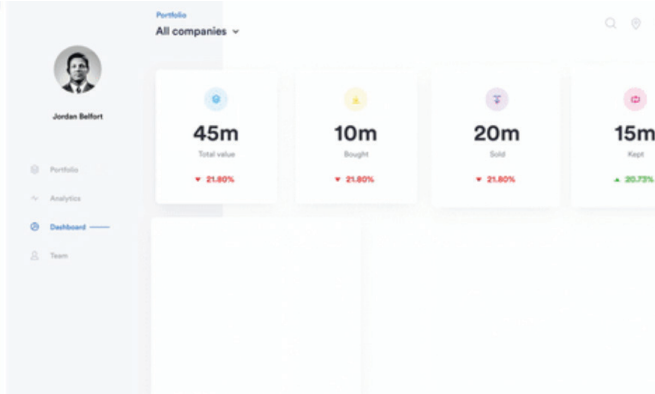 Portfolio
All companies
Jordan Belfort
Portfolio
Analytics
Dashboard
Team
45m
Total value
21.80%
10m
Bought
21.80%
20m
Sold
21.80%
15m
Kept
20.73%